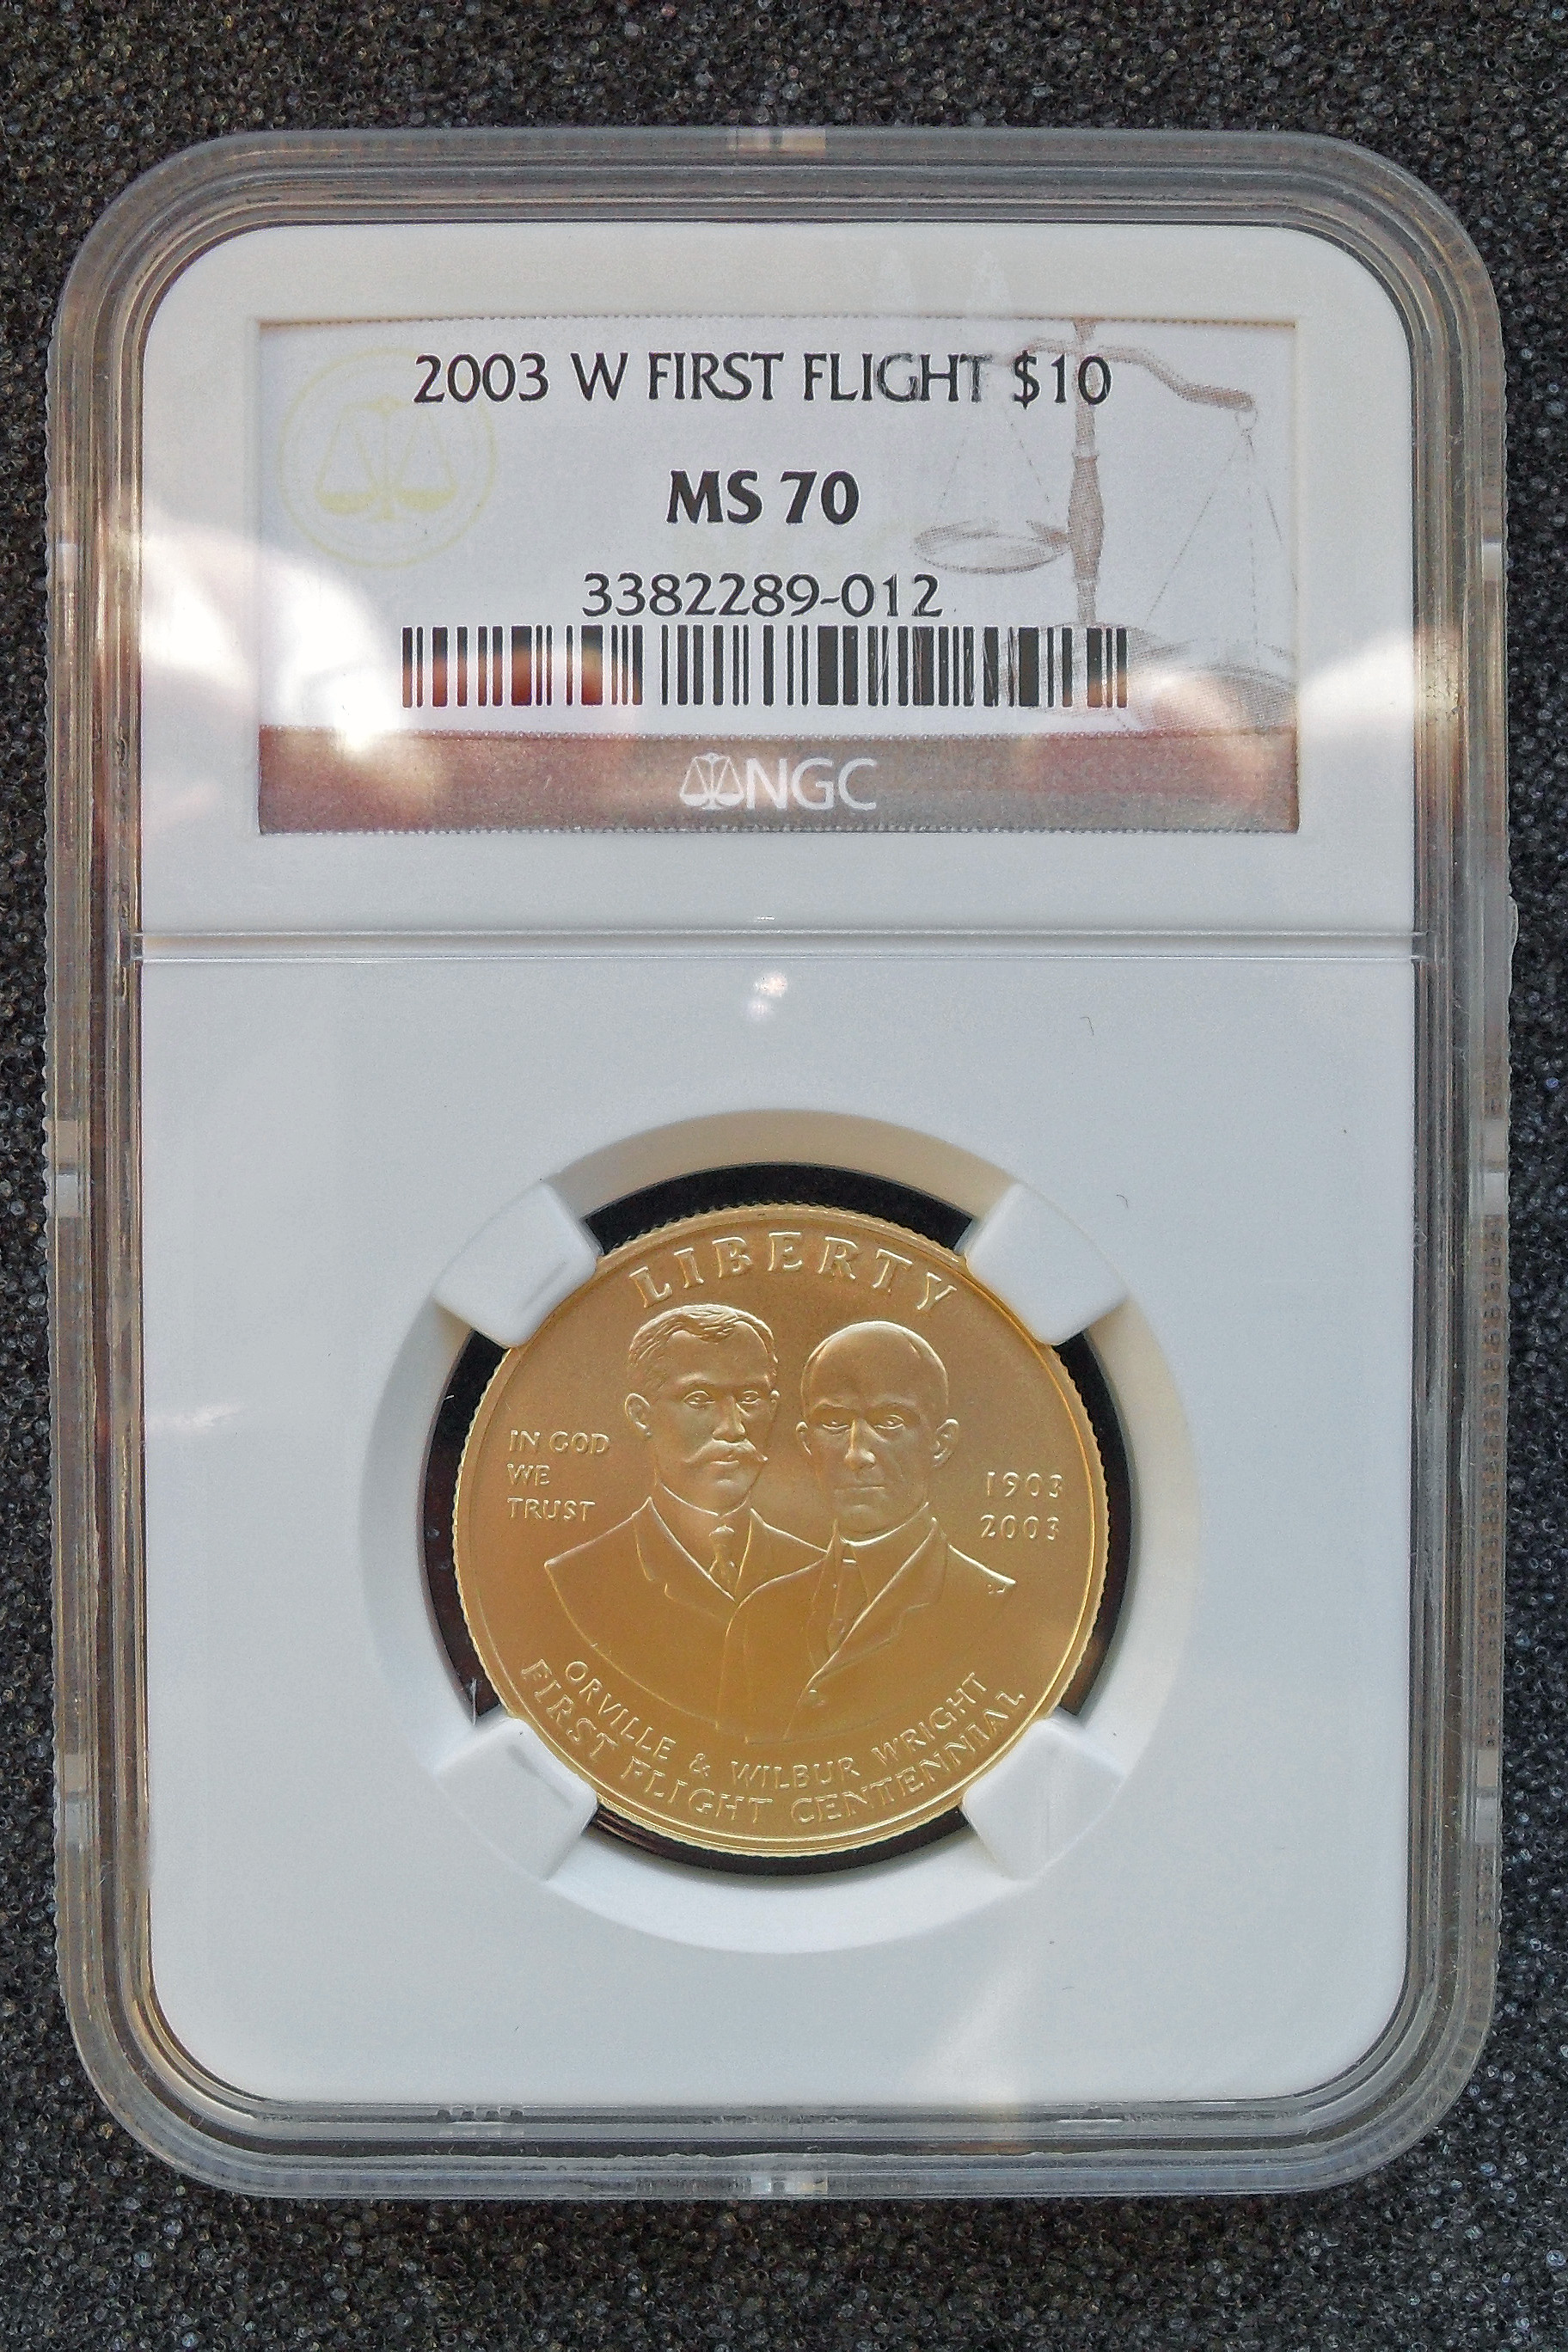 2003 W FIRST FLIGHT $10
MS 70
3382289-012
NGC
LIBERTY
IN GOD
WE
TRUST
1903
2003
ORVILLE & WILBUR WRIGHT
FIRST FLIGHT CENTENNIAL